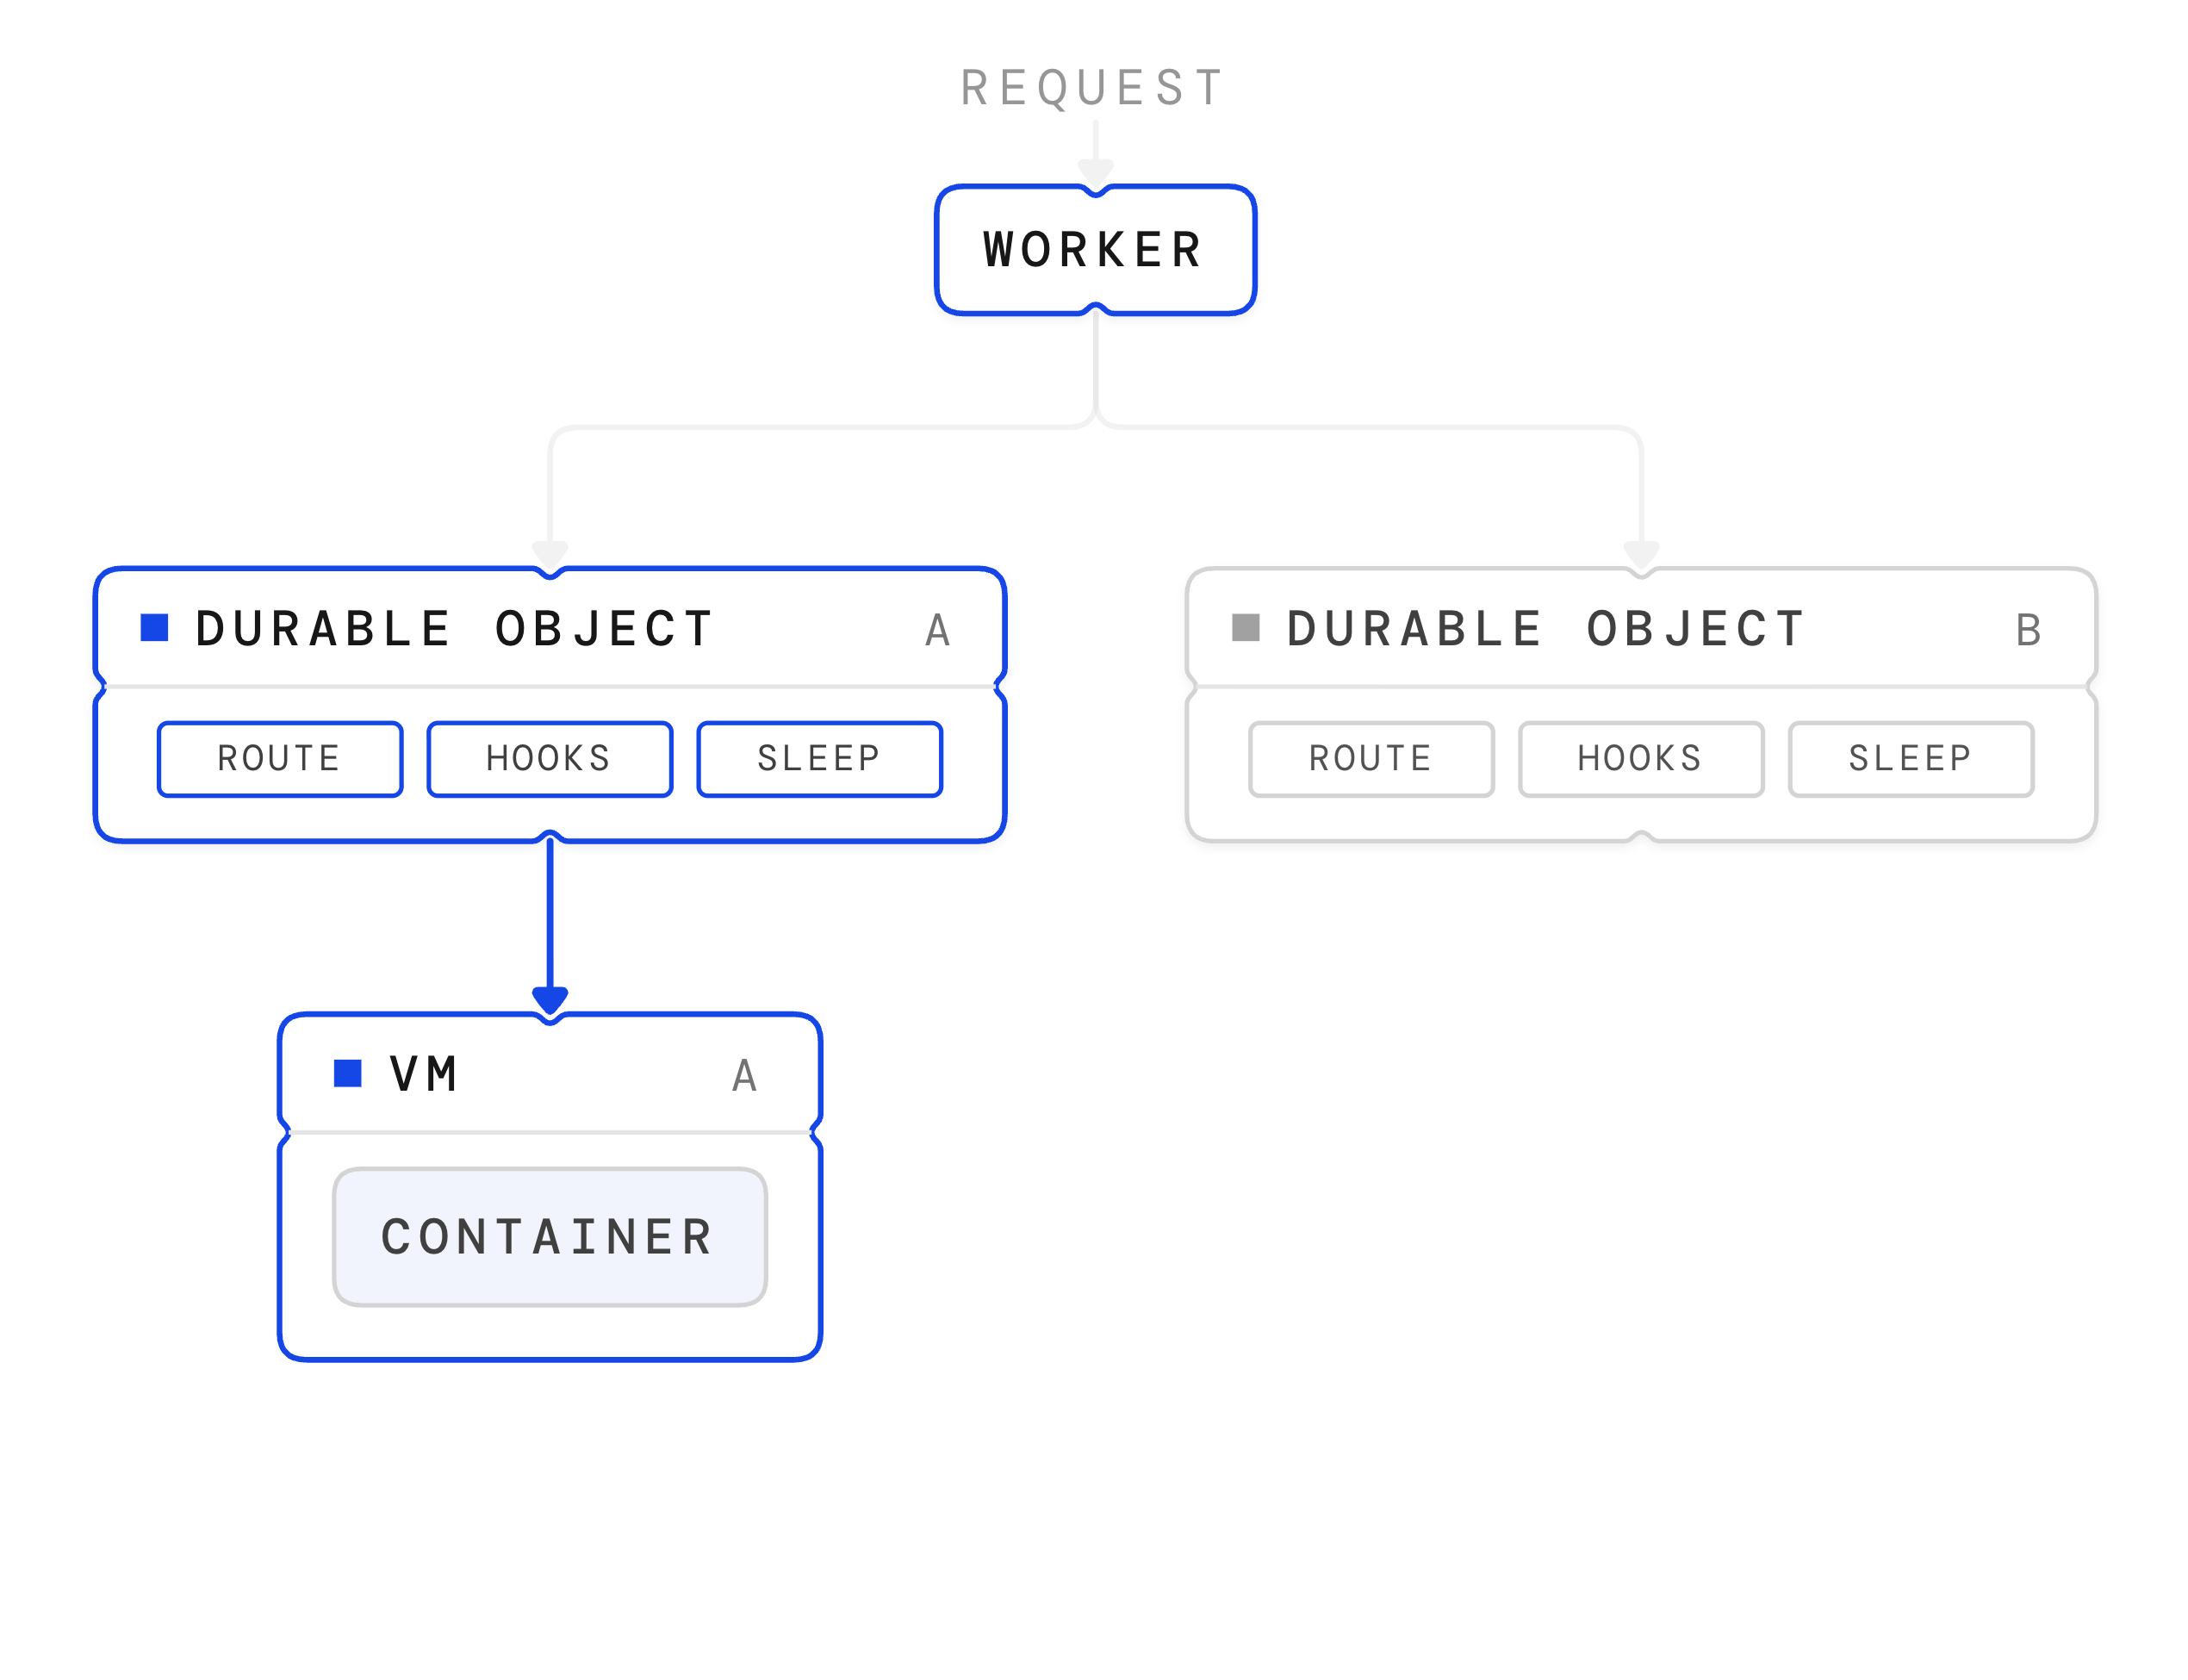 REQUEST
WORKER
DURABLE OBJECT A
ROUTE HOOKS SLEEP
DURABLE OBJECT B
ROUTE HOOKS SLEEP
VM A
CONTAINER